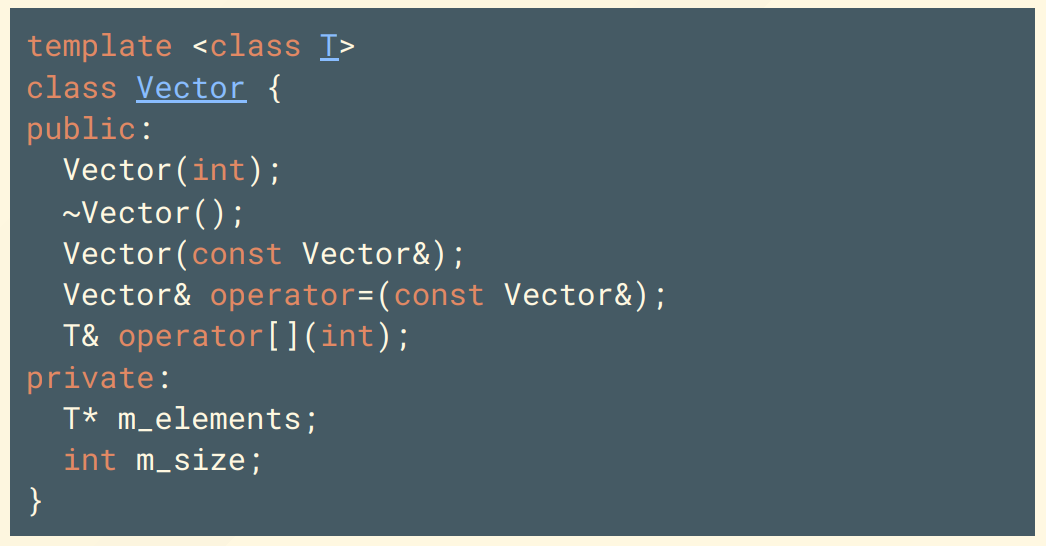 template <class T>
class Vector {
public:
  Vector(int);
  ~Vector();
  Vector(const Vector&);
  Vector& operator=(const Vector&);
  T& operator[](int);
private:
  T* m_elements;
  int m_size;
}